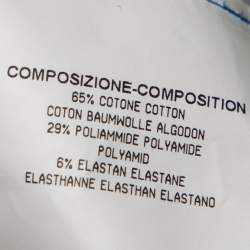 COMPOSIZIONE-COMPOSITION
65% COTONE COTTON
COTON BAUMWOLLE ALGODON
29% POLIAMMIDE POLYAMIDE
POLYAMID
6% ELASTAN ELASTANE
ELASTHANNE ELASTHAN ELASTANO